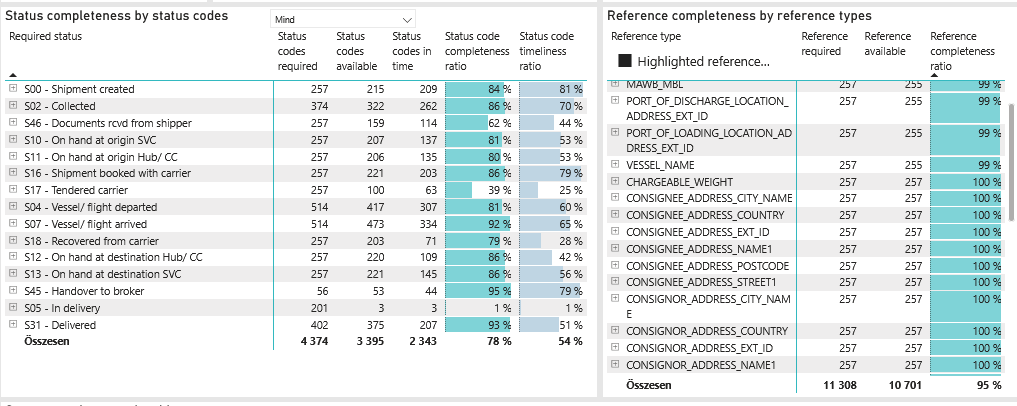 Status completeness by status codes
Mind
Required status
Status codes required
Status codes available
Status codes in time
Status code completeness ratio
Status code timeliness ratio
S00 - Shipment created 257 215 209 84 % 81 %
S02 - Collected 374 322 262 86 % 70 %
S46 - Documents rcvd from shipper 257 159 114 62 % 44 %
S10 - On hand at origin SVC 257 207 137 81 % 53 %
S11 - On hand at origin Hub/ CC 257 206 135 80 % 53 %
S16 - Shipment booked with carrier 257 221 203 86 % 79 %
S17 - Tendered carrier 257 100 63 39 % 25 %
S04 - Vessel/ flight departed 514 417 307 81 % 60 %
S07 - Vessel/ flight arrived 514 473 334 92 % 65 %
S18 - Recovered from carrier 257 203 71 79 % 28 %
S12 - On hand at destination Hub/ CC 257 220 109 86 % 42 %
S13 - On hand at destination SVC 257 221 145 86 % 56 %
S45 - Handover to broker 56 53 44 95 % 79 %
S05 - In delivery 201 3 3 1 % 1 %
S31 - Delivered 402 375 207 93 % 51 %
Összesen 4 374 3 395 2 343 78 % 54 %
Reference completeness by reference types
Reference type
Reference required
Reference available
Reference completeness ratio
Highlighted reference...
MAWB_MBL 257 255 99 %
PORT_OF_DISCHARGE_LOCATION_ 257 255 99 %
ADDRESS_EXT_ID
PORT_OF_LOADING_LOCATION_AD 257 255 99 %
DRESS_EXT_ID
VESSEL_NAME 257 255 99 %
CHARGEABLE_WEIGHT 257 257 100 %
CONSIGNEE_ADDRESS_CITY_NAME 257 257 100 %
CONSIGNEE_ADDRESS_COUNTRY 257 257 100 %
CONSIGNEE_ADDRESS_EXT_ID 257 257 100 %
CONSIGNEE_ADDRESS_NAME1 257 257 100 %
CONSIGNEE_ADDRESS_POSTCODE 257 257 100 %
CONSIGNEE_ADDRESS_STREET1 257 257 100 %
CONSIGNOR_ADDRESS_CITY_NAM 257 257 100 %
E
CONSIGNOR_ADDRESS_COUNTRY 257 257 100 %
CONSIGNOR_ADDRESS_EXT_ID 257 257 100 %
CONSIGNOR_ADDRESS_NAME1 257 257 100 %
Összesen 11 308 10 701 95 %